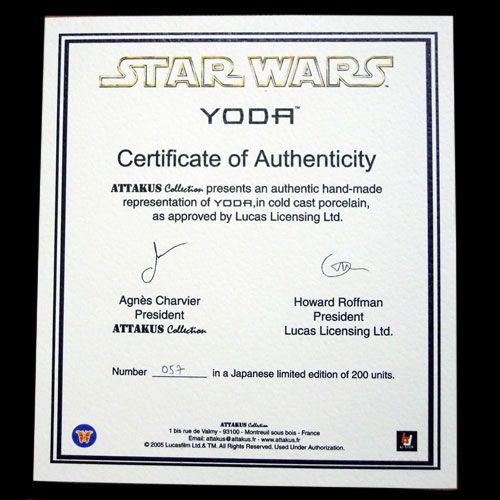 STAR WARS™
YODA™
Certificate of Authenticity
ATTAKUS Collection presents an authentic hand-made
representation of YODA,in cold cast porcelain,
as approved by Lucas Licensing Ltd.
Agnès Charvier
President
ATTAKUS Collection
Howard Roffman
President
Lucas Licensing Ltd.
Number 057 in a Japanese limited edition of 200 units.
ATTAKUS Collection
1 bis rue de Valmy - 93100 - Montreuil sous bois - France
Email: attakus@attakus.fr - www.attakus.fr
© 2005 Lucasfilm Ltd.& TM. All Rights Reserved. Used Under Authorization.